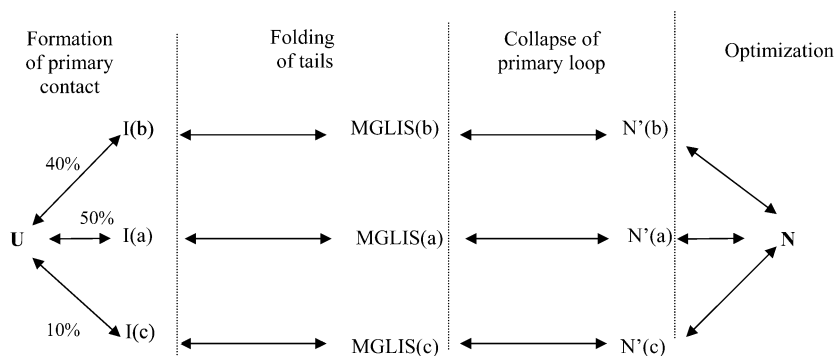 Formation
of primary
contact
Folding
of tails
Collapse of
primary loop
Optimization
I(b)
MGLIS(b)
N’(b)
40%
50%
U
I(a)
MGLIS(a)
N’(a)
N
10%
I(c)
MGLIS(c)
N’(c)